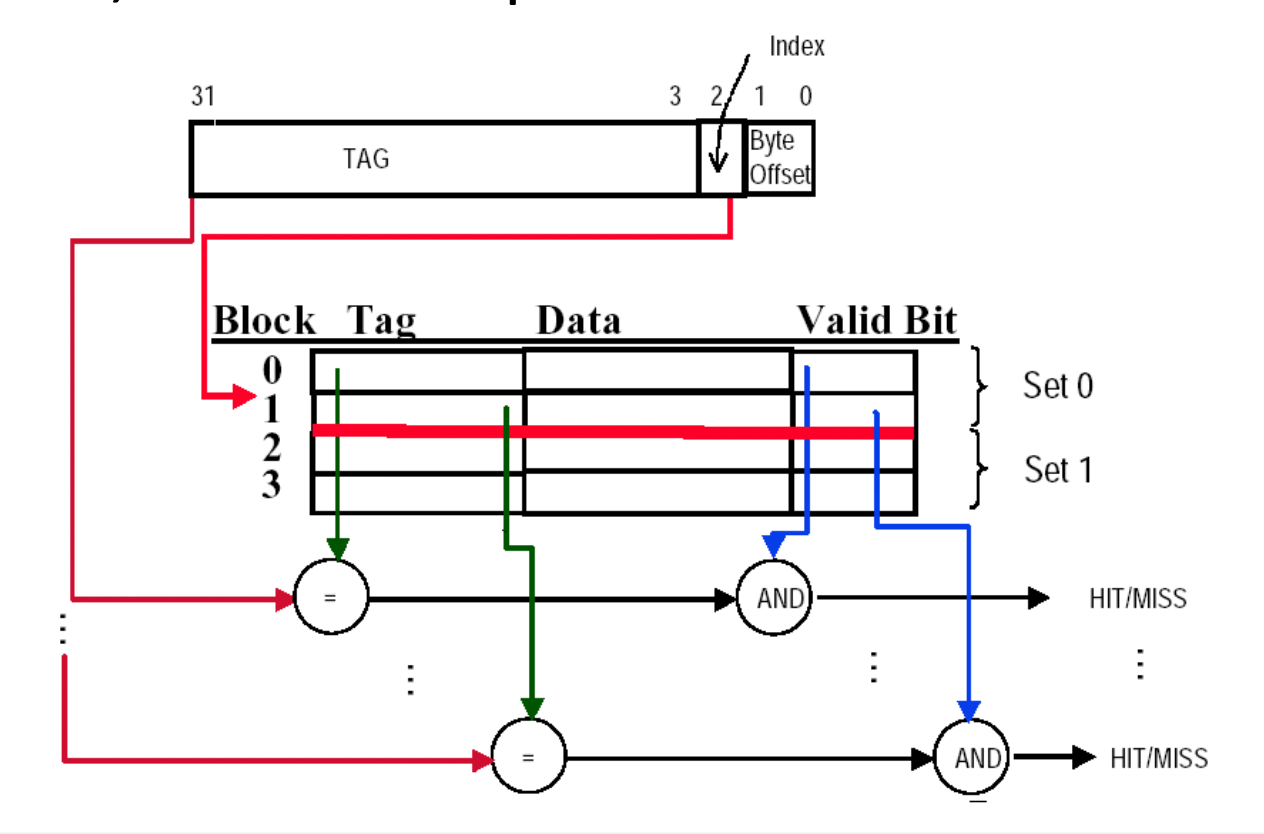 Index
31 3 2 1 0
TAG
Byte
Offset
Block Tag Data Valid Bit
0
1
2
3
Set 0
Set 1
= AND HIT/MISS
= AND HIT/MISS